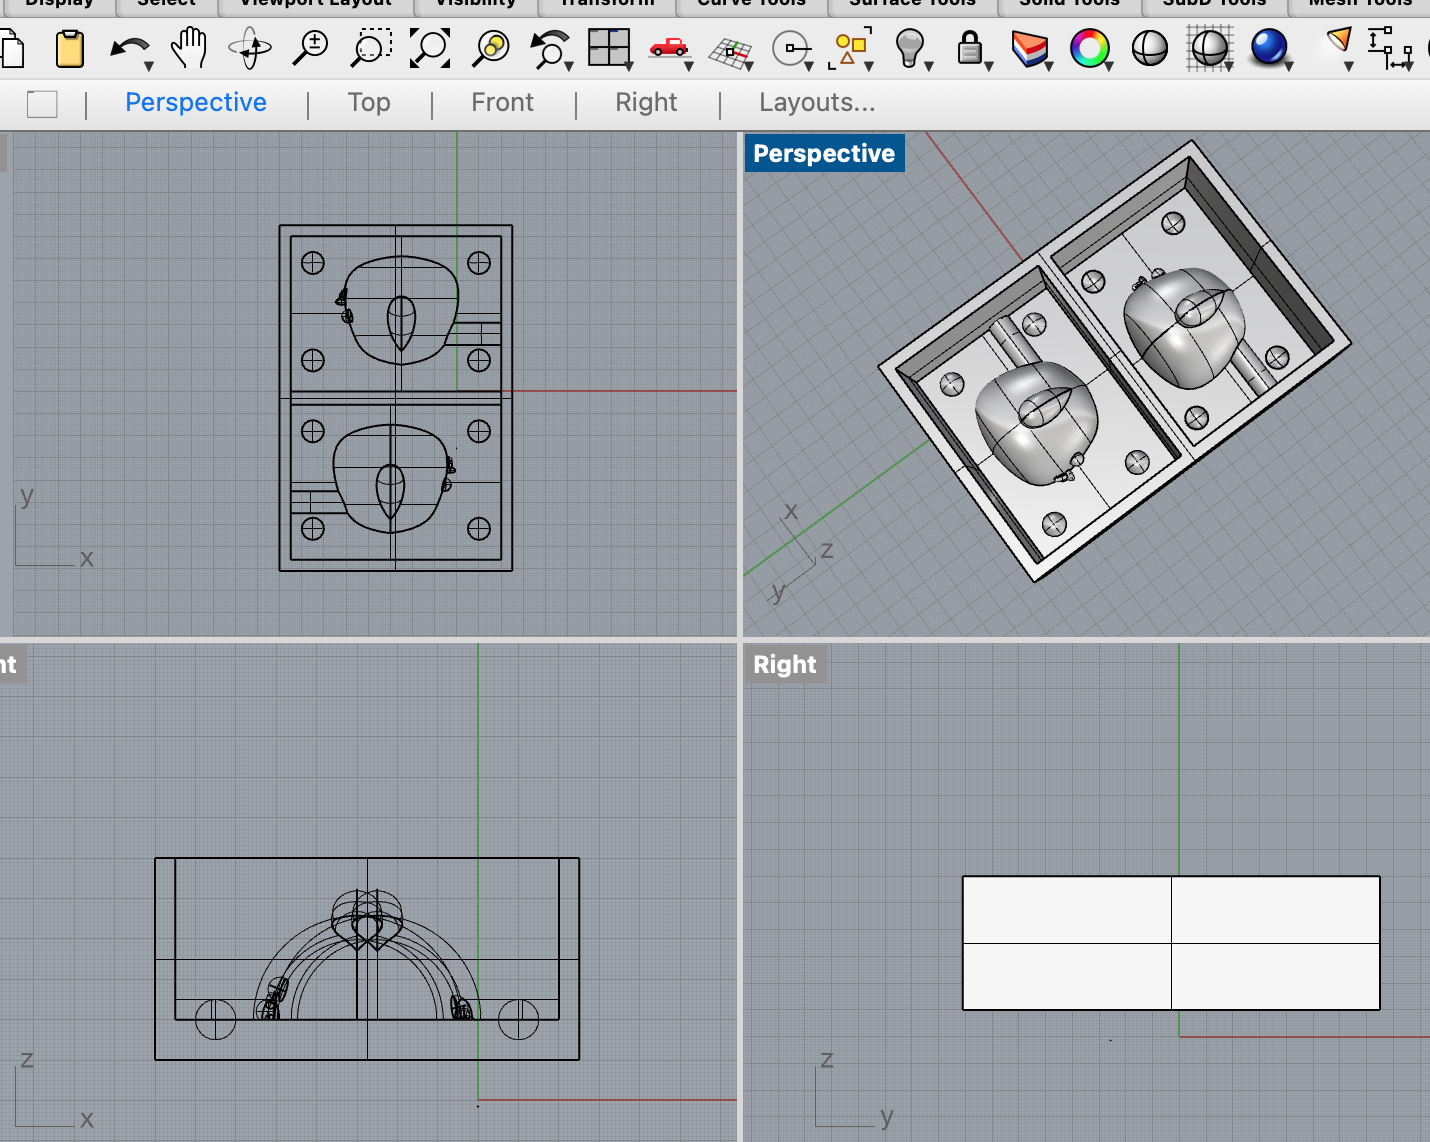 Display Select Viewport Layout Visibility Transform Curve Tools Surface Tools Solid Tools SubD Tools Mesh Tools
Perspective Top Front Right Layouts...
Perspective
y
x
x
z
y
nt
Right
z
x
z
y